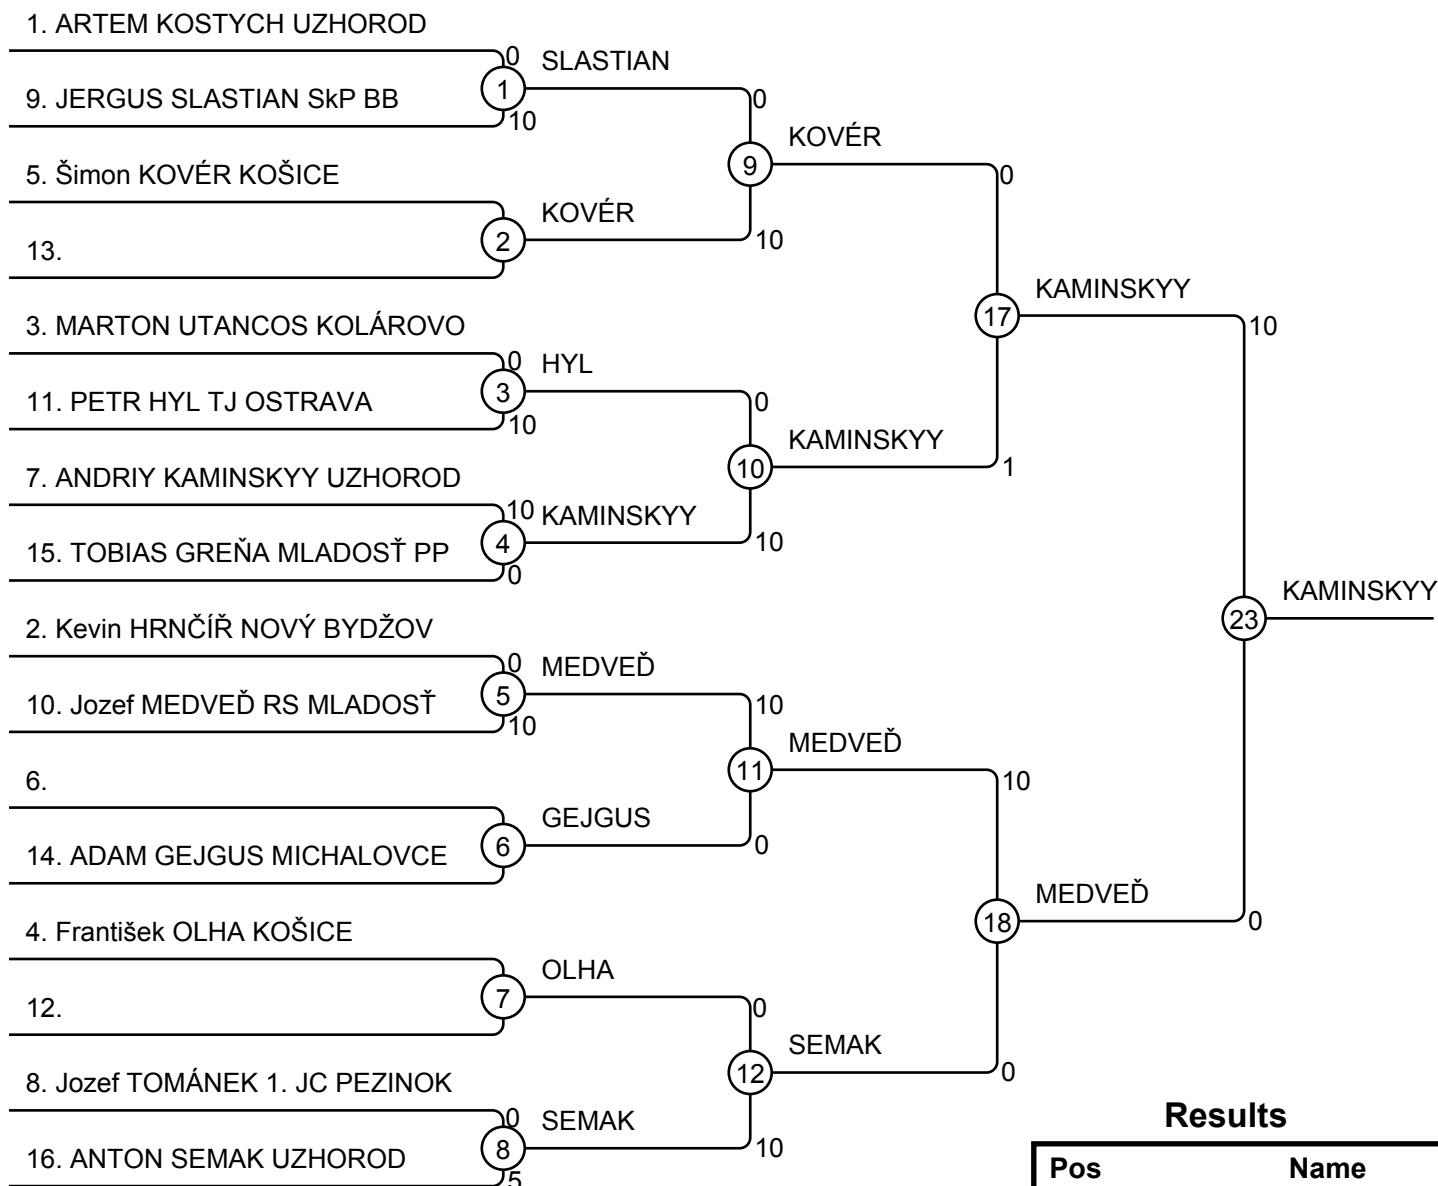 1. ARTEM KOSTYCH UZHOROD
0
SLASTIAN
1
0
9. JERGUS SLASTIAN SkP BB
10
KOVÉR
9
0
5. Šimon KOVÉR KOŠICE
KOVÉR
2
10
13.
KAMINSKYY
17
10
3. MARTON UTANCOS KOLÁROVO
0
HYL
3
0
11. PETR HYL TJ OSTRAVA
10
KAMINSKYY
10
1
7. ANDRIY KAMINSKYY UZHOROD
10
KAMINSKYY
4
10
15. TOBIAS GREŇA MLADOSŤ PP
0
KAMINSKYY
23
2. Kevin HRNČÍŘ NOVÝ BYDŽOV
0
MEDVEĎ
5
10
10. Jozef MEDVEĎ RS MLADOSŤ
10
MEDVEĎ
11
10
6.
GEJGUS
6
0
14. ADAM GEJGUS MICHALOVCE
MEDVEĎ
18
0
4. František OLHA KOŠICE
OLHA
7
0
12.
SEMAK
12
0
8. Jozef TOMÁNEK 1. JC PEZINOK
0
SEMAK
8
10
16. ANTON SEMAK UZHOROD
5
Results
Pos Name